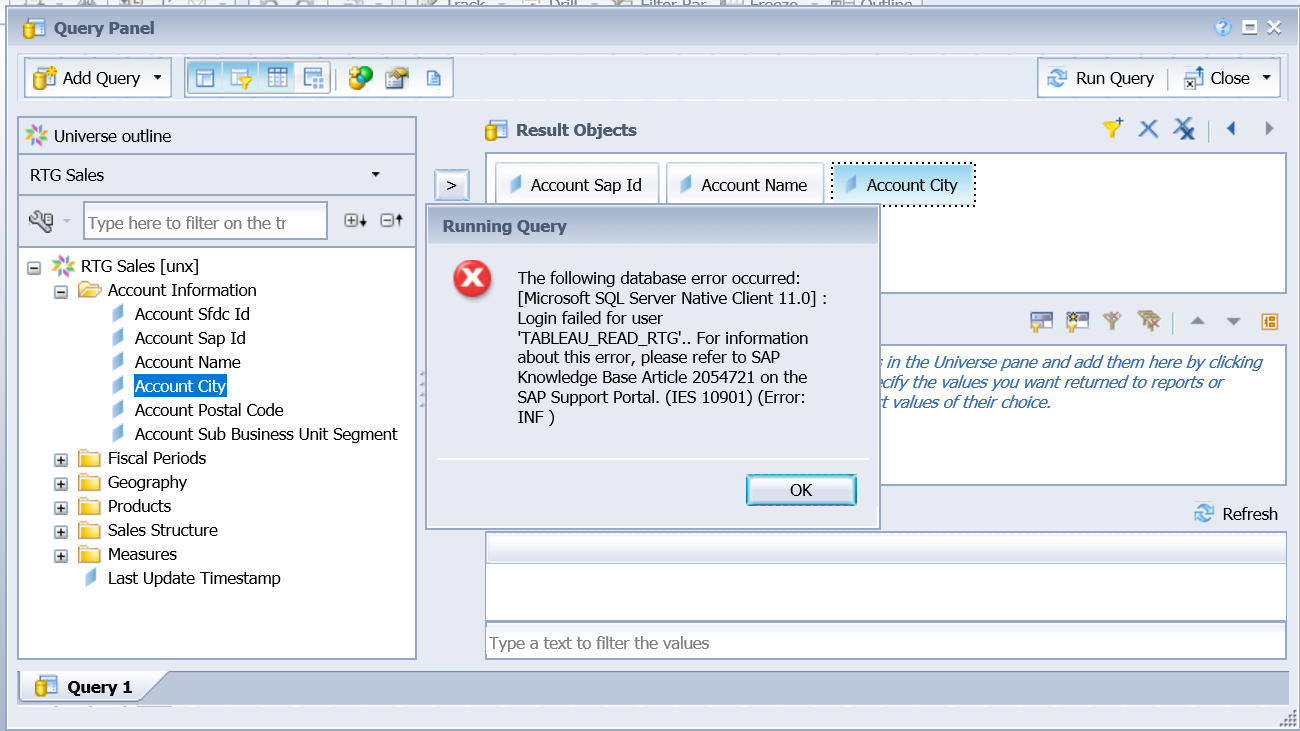 Track
Drill
Filter Bar
Freeze
Outline
Query Panel
Add Query
Run Query
Close
Universe outline
RTG Sales
Type here to filter on the tr
RTG Sales [unx]
Account Information
Account Sfdc Id
Account Sap Id
Account Name
Account City
Account Postal Code
Account Sub Business Unit Segment
Fiscal Periods
Geography
Products
Sales Structure
Measures
Last Update Timestamp
>
Result Objects
Account Sap Id
Account Name
Account City
Running Query
The following database error occurred:
[Microsoft SQL Server Native Client 11.0] :
Login failed for user
'TABLEAU_READ_RTG'.. For information
about this error, please refer to SAP
Knowledge Base Article 2054721 on the
SAP Support Portal. (IES 10901) (Error:
INF )
OK
in the Universe pane and add them here by clicking
ecify the values you want returned to reports or
t values of their choice.
Refresh
Type a text to filter the values
Query 1